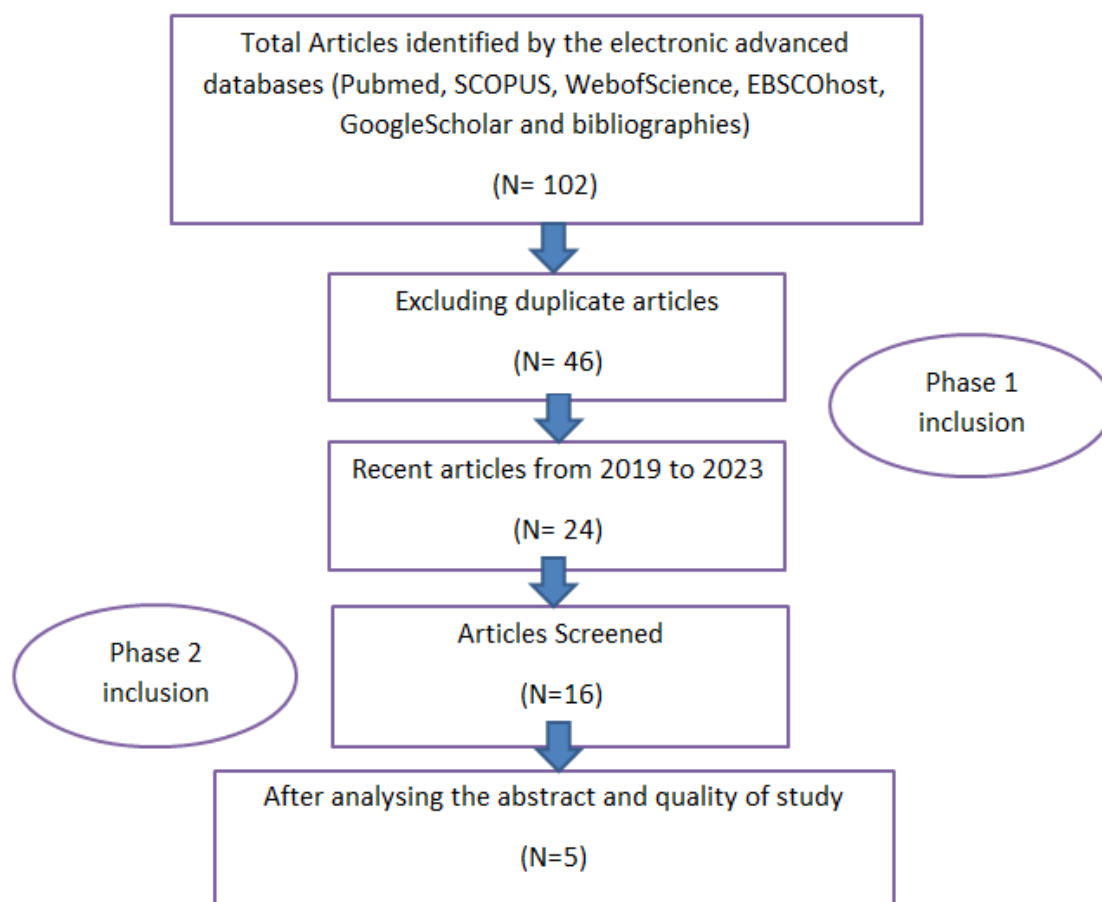 Total Articles identified by the electronic advanced
databases (Pubmed, SCOPUS, WebofScience, EBSCOhost,
GoogleScholar and bibliographies)
(N= 102)
Excluding duplicate articles
(N= 46)
Phase 1
inclusion
Recent articles from 2019 to 2023
(N= 24)
Articles Screened
(N=16)
Phase 2
inclusion
After analysing the abstract and quality of study
(N=5)